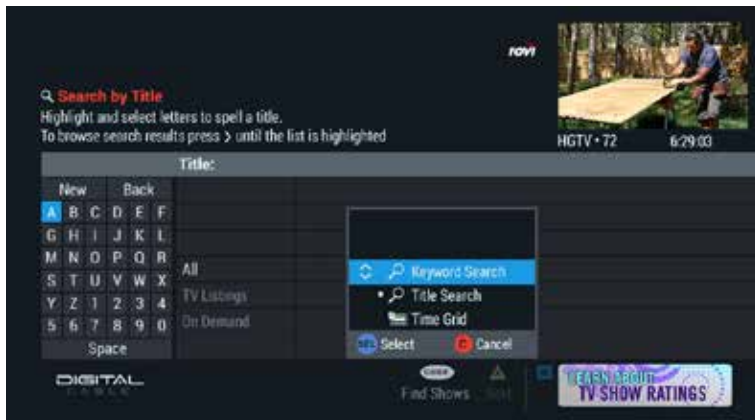 rovi
Search by Title
Highlight and select letters to spell a title.
To browse search results press > until the list is highlighted
HGTV • 72 6:29:03
Title:
New Back
A B C D E F
G H I J K L
M N O P Q R
S T U V W X
Y Z 1 2 3 4
5 6 7 8 9 0
Space
All
TV Listings
On Demand
Keyword Search
• Title Search
Time Grid
SEL Select C Cancel
DIGITAL
CABLE
GUIDE
Find Shows
LEARN ABOUT
TV SHOW RATINGS